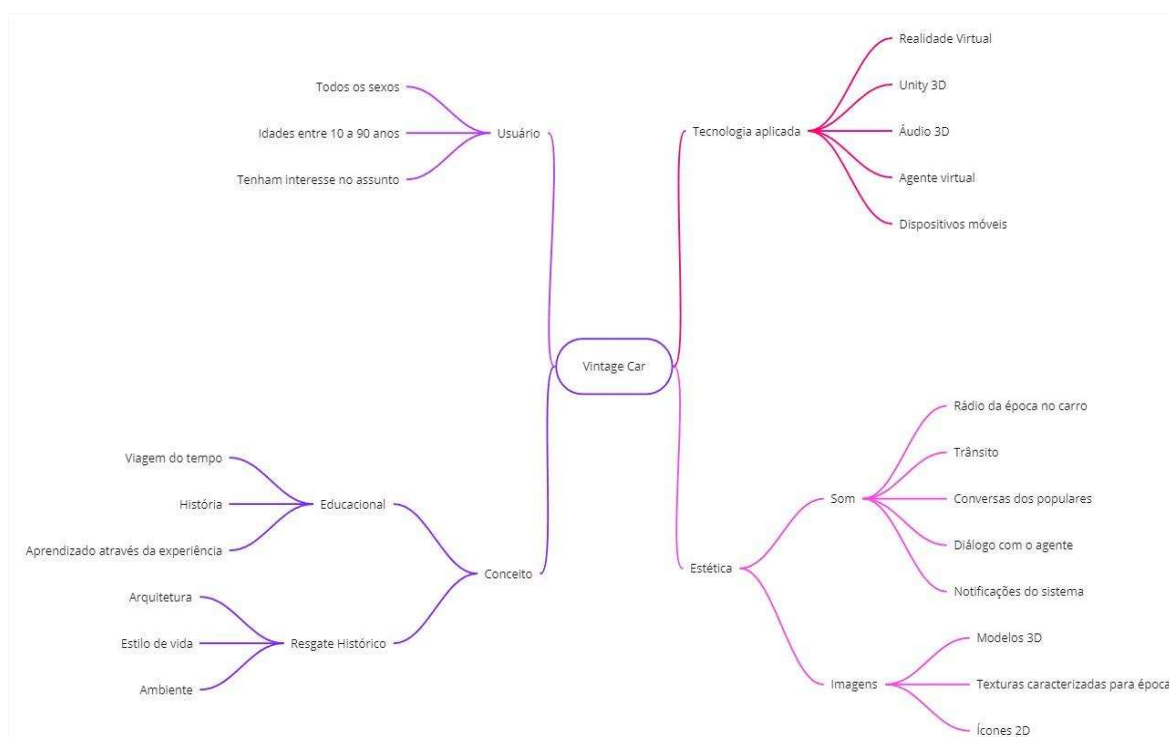 Todos os sexos
Idades entre 10 a 90 anos
Tenham interesse no assunto
Usuário
Tecnologia aplicada
Realidade Virtual
Unity 3D
Áudio 3D
Agente virtual
Dispositivos móveis
Vintage Car
Viagem do tempo
História
Aprendizado através da experiência
Educacional
Conceito
Arquitetura
Estilo de vida
Ambiente
Resgate Histórico
Estética
Som
Rádio da época no carro
Trânsito
Conversas dos populares
Diálogo com o agente
Notificações do sistema
Imagens
Modelos 3D
Texturas caracterizadas para época
Ícones 2D